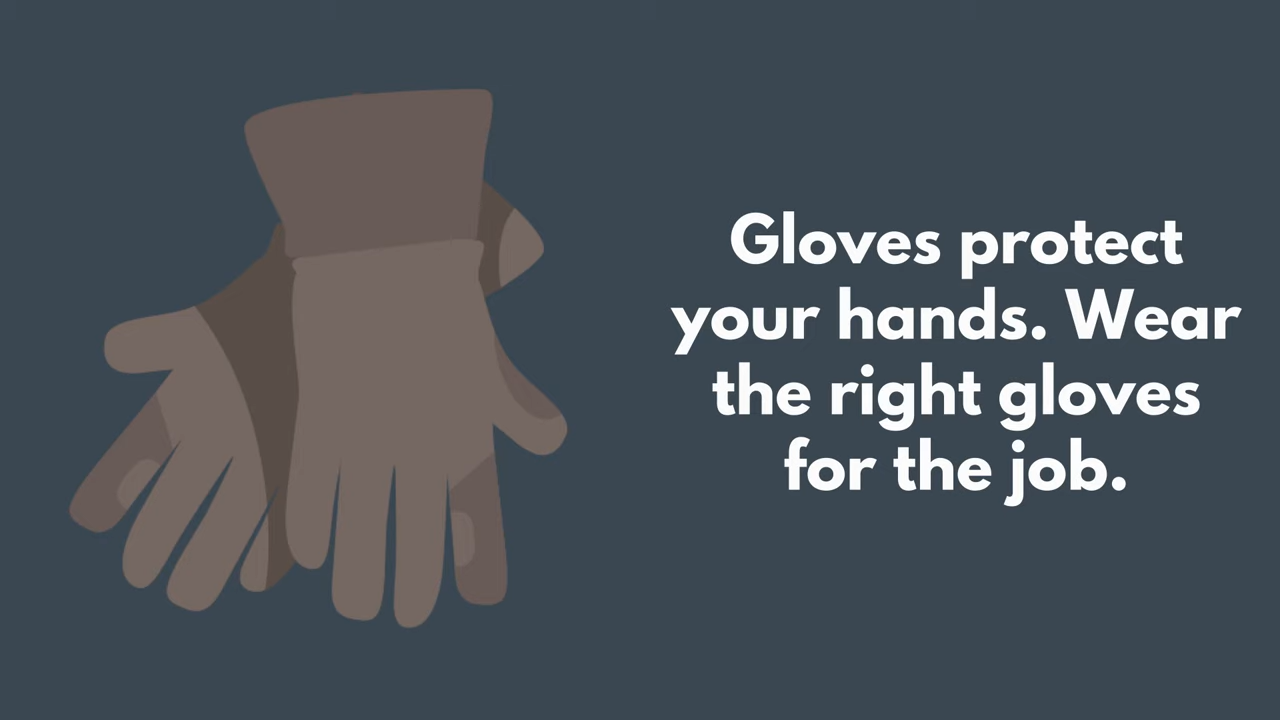 Gloves protect
your hands. Wear
the right gloves
for the job.